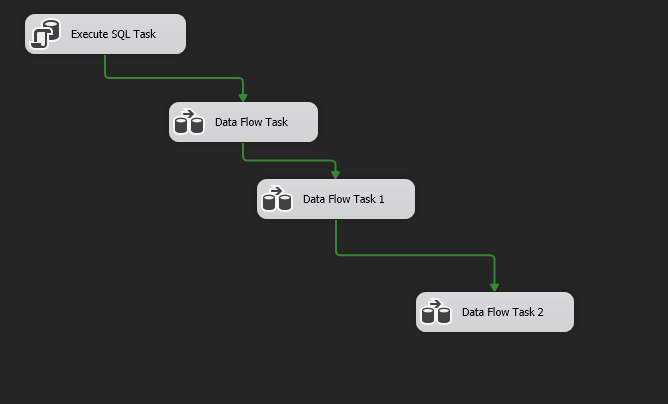 Execute SQL Task
Data Flow Task
Data Flow Task 1
Data Flow Task 2